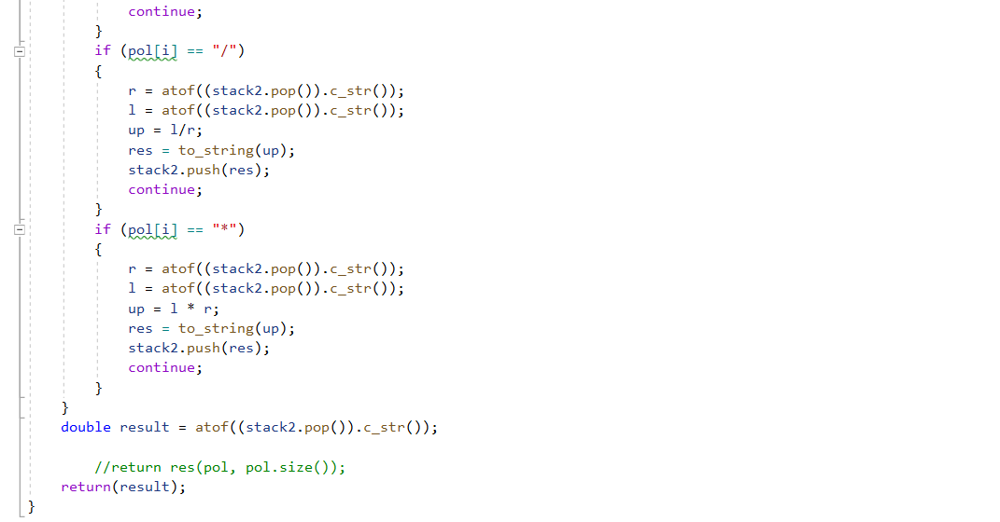 continue;
}
if (pol[i] == "/")
{
r = atof((stack2.pop()).c_str());
l = atof((stack2.pop()).c_str());
up = l/r;
res = to_string(up);
stack2.push(res);
continue;
}
if (pol[i] == "*")
{
r = atof((stack2.pop()).c_str());
l = atof((stack2.pop()).c_str());
up = l * r;
res = to_string(up);
stack2.push(res);
continue;
}
}
double result = atof((stack2.pop()).c_str());
//return res(pol, pol.size());
return(result);
}